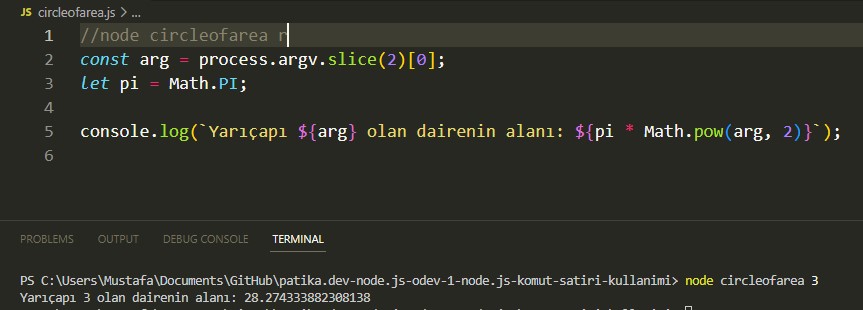 JS circleofarea.js > ...
1 //node circleofarea r
2 const arg = process.argv.slice(2)[0];
3 let pi = Math.PI;
4
5 console.log(`Yarıçapı ${arg} olan dairenin alanı: ${pi * Math.pow(arg, 2)}`);
6
PROBLEMS OUTPUT DEBUG CONSOLE TERMINAL
PS C:\Users\Mustafa\Documents\GitHub\patika.dev-node.js-odev-1-node.js-komut-satiri-kullanimi> node circleofarea 3
Yarıçapı 3 olan dairenin alanı: 28.274333882308138